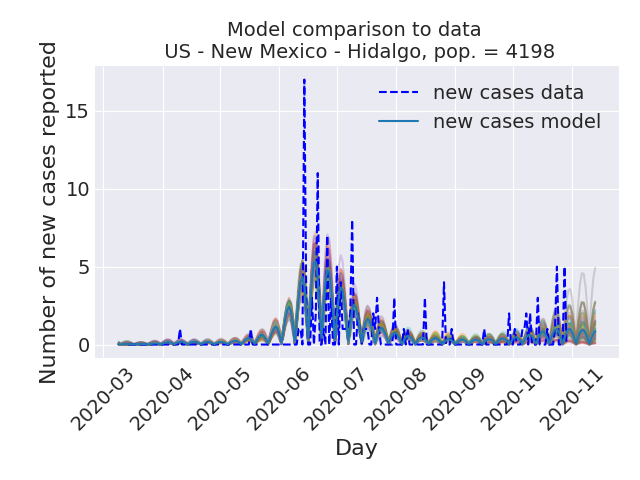 Model comparison to data
US - New Mexico - Hidalgo, pop. = 4198
Number of new cases reported
15
10
5
0
new cases data
new cases model
2020-03
2020-04
2020-05
2020-06
2020-07
2020-08
2020-09
2020-10
2020-11
Day